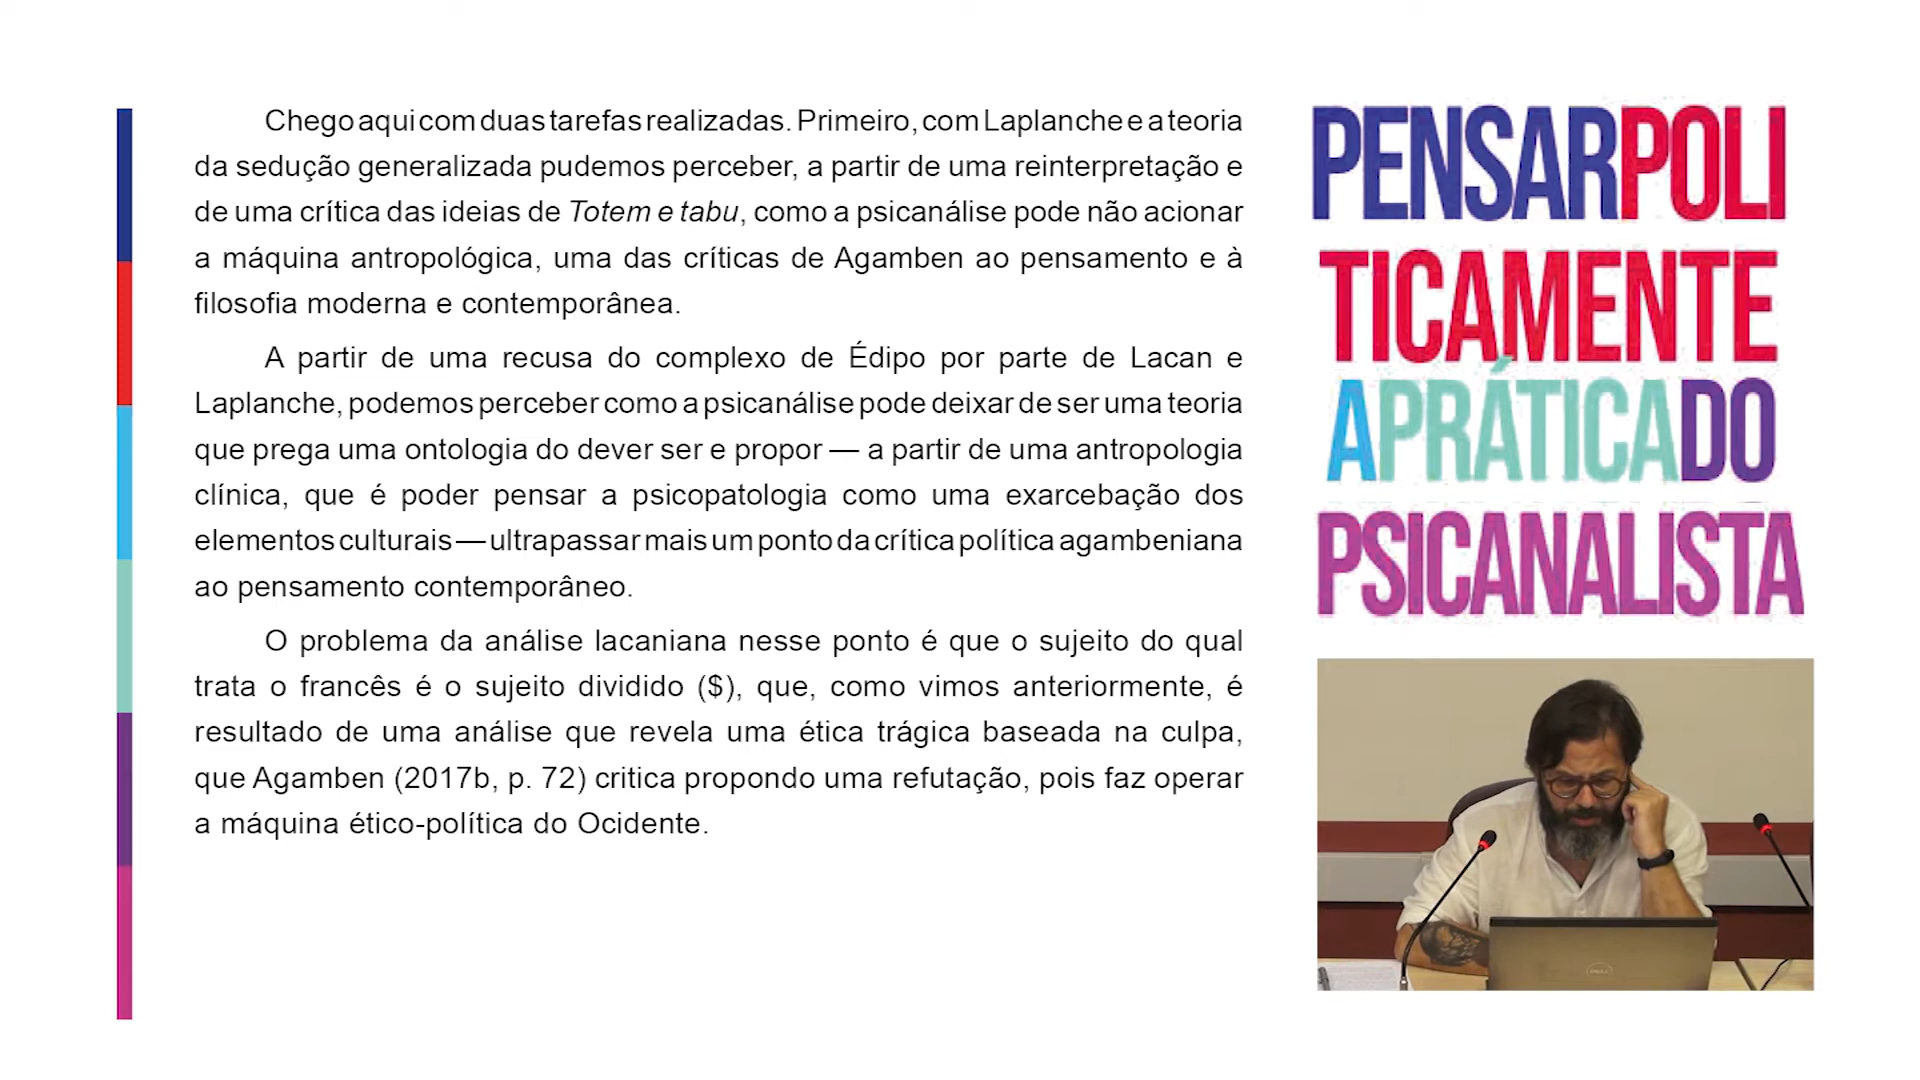 Chego aqui com duas tarefas realizadas. Primeiro, com Laplanche e a teoria
da sedução generalizada pudemos perceber, a partir de uma reinterpretação e
de uma crítica das ideias de Totem e tabu, como a psicanálise pode não acionar
a máquina antropológica, uma das críticas de Agamben ao pensamento e à
filosofia moderna e contemporânea.
A partir de uma recusa do complexo de Édipo por parte de Lacan e
Laplanche, podemos perceber como a psicanálise pode deixar de ser uma teoria
que prega uma ontologia do dever ser e propor — a partir de uma antropologia
clínica, que é poder pensar a psicopatologia como uma exarcebação dos
elementos culturais — ultrapassar mais um ponto da crítica política agambeniana
ao pensamento contemporâneo.
O problema da análise lacaniana nesse ponto é que o sujeito do qual
trata o francês é o sujeito dividido ($), que, como vimos anteriormente, é
resultado de uma análise que revela uma ética trágica baseada na culpa,
que Agamben (2017b, p. 72) critica propondo uma refutação, pois faz operar
a máquina ético-política do Ocidente.
PENSARPOLI
TICAMENTE
APRÁTICADO
PSICANALISTA
DELL